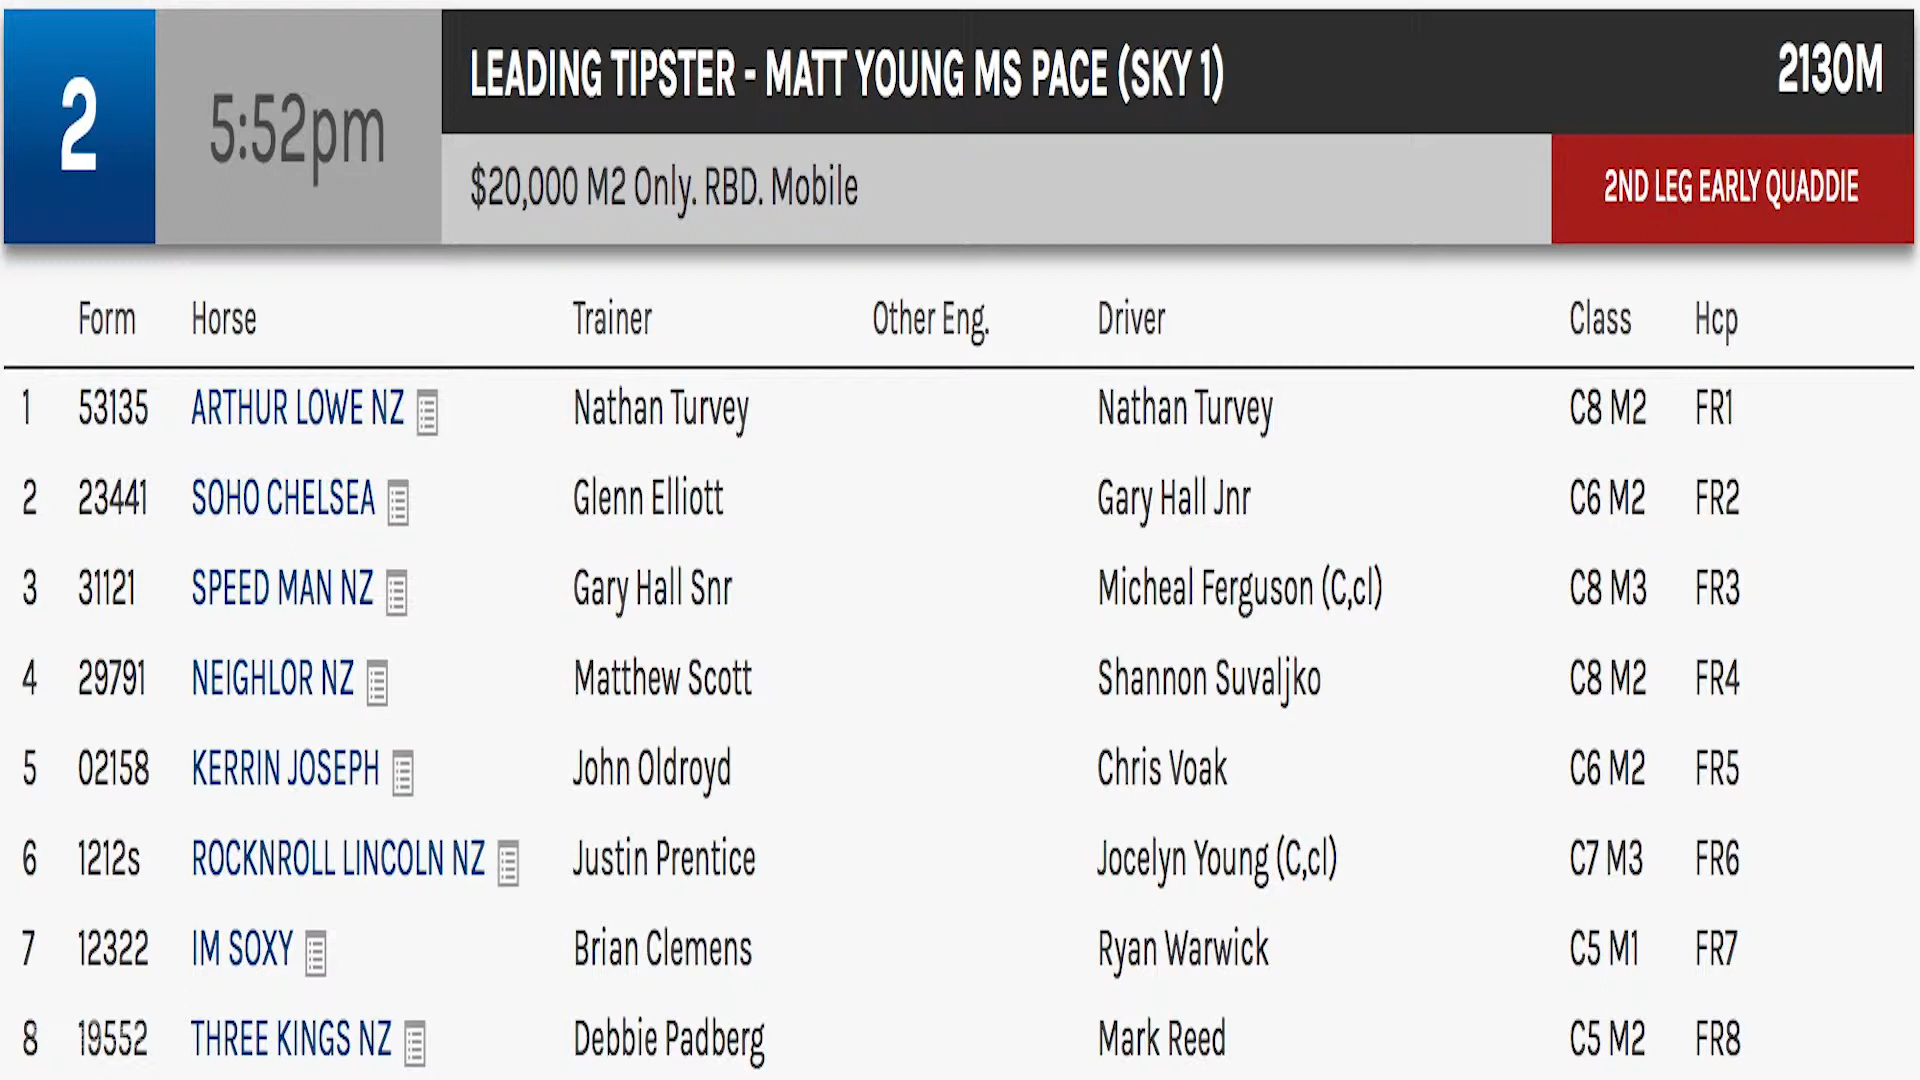 2 5:52pm LEADING TIPSTER - MATT YOUNG MS PACE (SKY 1) 2130M
$20,000 M2 Only. RBD. Mobile 2ND LEG EARLY QUADDIE
Form Horse Trainer Other Eng. Driver Class Hcp
1 53135 ARTHUR LOWE NZ Nathan Turvey Nathan Turvey C8 M2 FR1
2 23441 SOHO CHELSEA Glenn Elliott Gary Hall Jnr C6 M2 FR2
3 31121 SPEED MAN NZ Gary Hall Snr Micheal Ferguson (C,cl) C8 M3 FR3
4 29791 NEIGHLOR NZ Matthew Scott Shannon Suvaljko C8 M2 FR4
5 02158 KERRIN JOSEPH John Oldroyd Chris Voak C6 M2 FR5
6 1212s ROCKNROLL LINCOLN NZ Justin Prentice Jocelyn Young (C,cl) C7 M3 FR6
7 12322 IM SOXY Brian Clemens Ryan Warwick C5 M1 FR7
8 19552 THREE KINGS NZ Debbie Padberg Mark Reed C5 M2 FR8